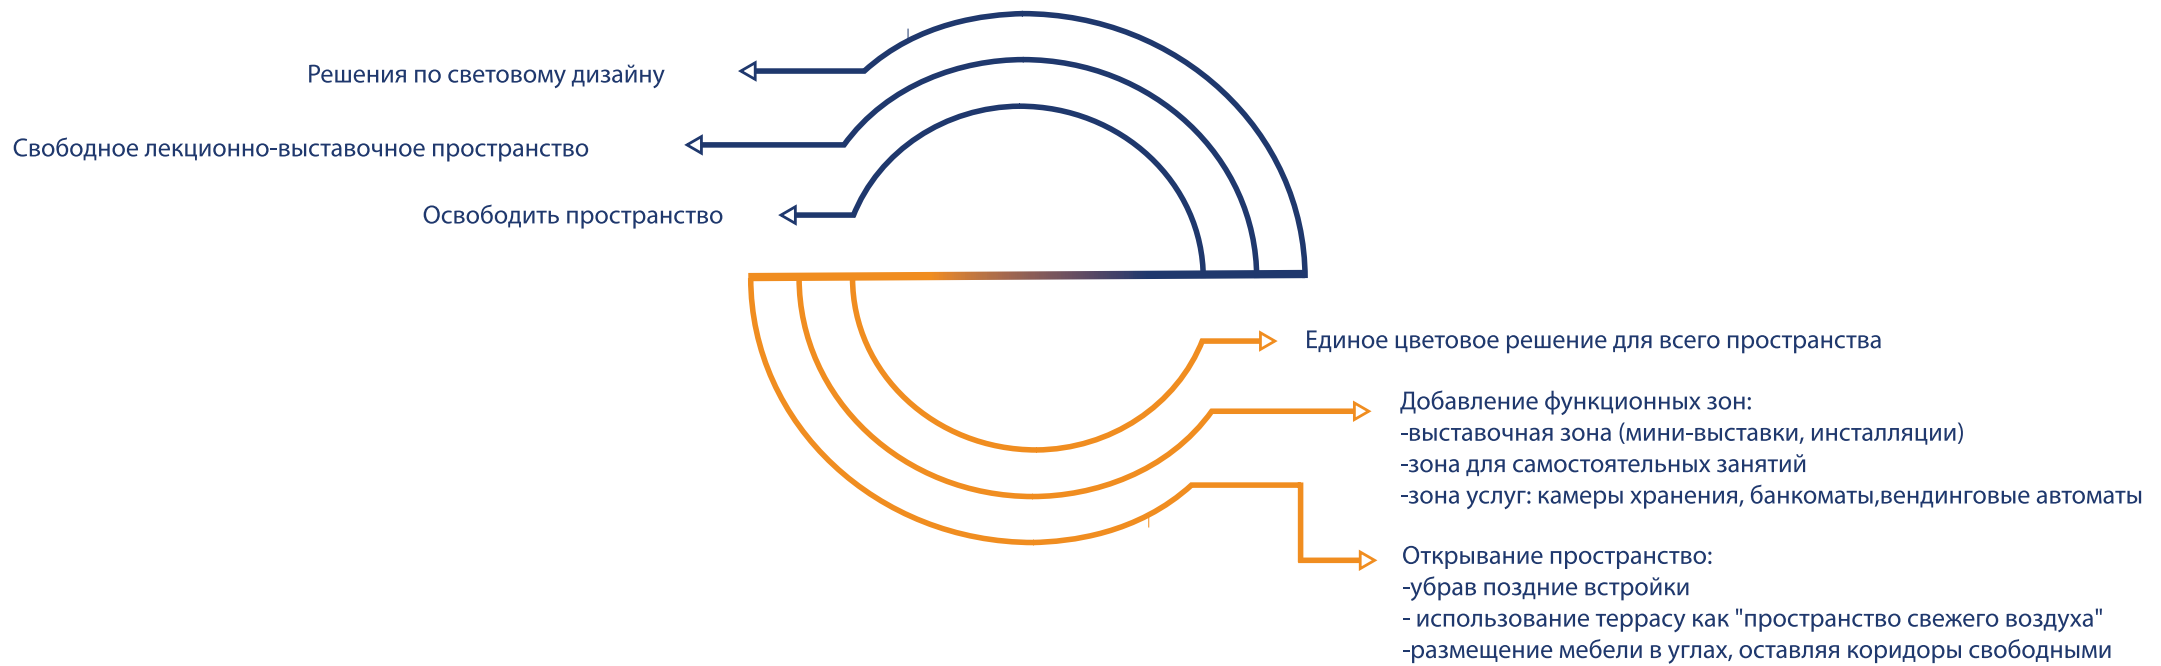 Решения по световому дизайну
Свободное лекционно-выставочное пространство
Освободить пространство
Единое цветовое решение для всего пространства
Добавление функционных зон:
-выставочная зона (мини-выставки, инсталляции)
-зона для самостоятельных занятий
-зона услуг: камеры хранения, банкоматы,вендинговые автоматы
Открывание пространство:
-убрав поздние встройки
- использование террасу как "пространство свежего воздуха"
-размещение мебели в углах, оставляя коридоры свободными